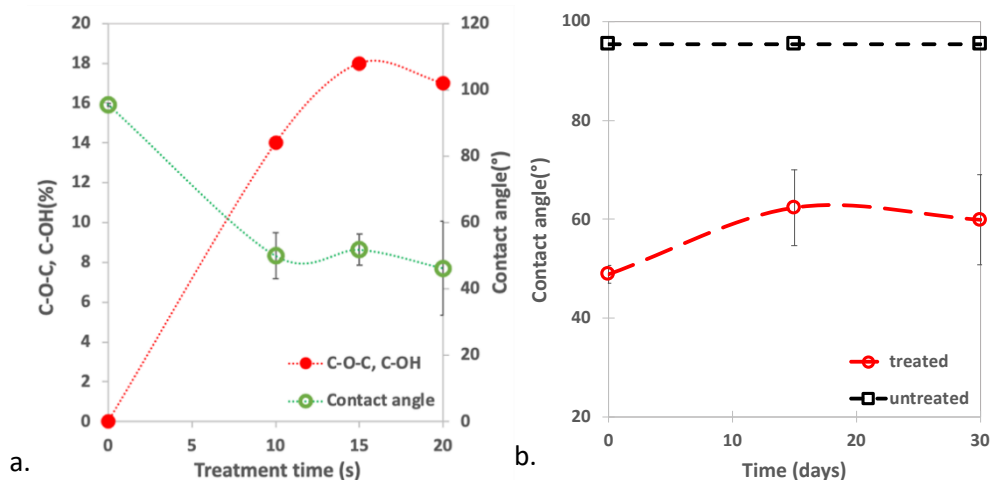 20
18
16
14
12
10
8
6
4
2
0
C-O-C, C-OH(%)
120
100
80
60
40
20
0
Contact angle(°)
C-O-C, C-OH
Contact angle
0
5
10
15
20
Treatment time (s)
a.
100
80
60
40
20
Contact angle(°)
treated
untreated
0
10
20
30
Time (days)
b.